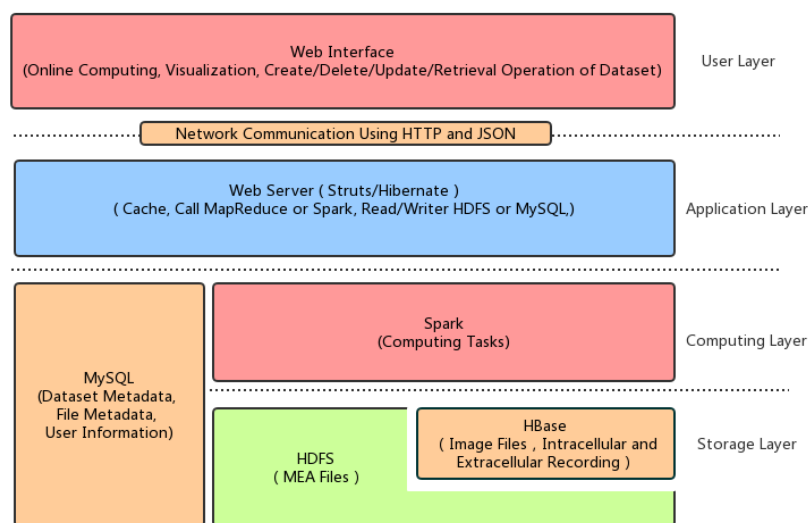 Web Interface
(Online Computing, Visualization, Create/Delete/Update/Retrieval Operation of Dataset)
User Layer
Network Communication Using HTTP and JSON
Web Server ( Struts/Hibernate )
( Cache, Call MapReduce or Spark, Read/Writer HDFS or MySQL,)
Application Layer
Spark
(Computing Tasks)
Computing Layer
MySQL
(Dataset Metadata,
File Metadata,
User Information)
HDFS
( MEA Files )
HBase
( Image Files , Intracellular and
Extracellular Recording )
Storage Layer